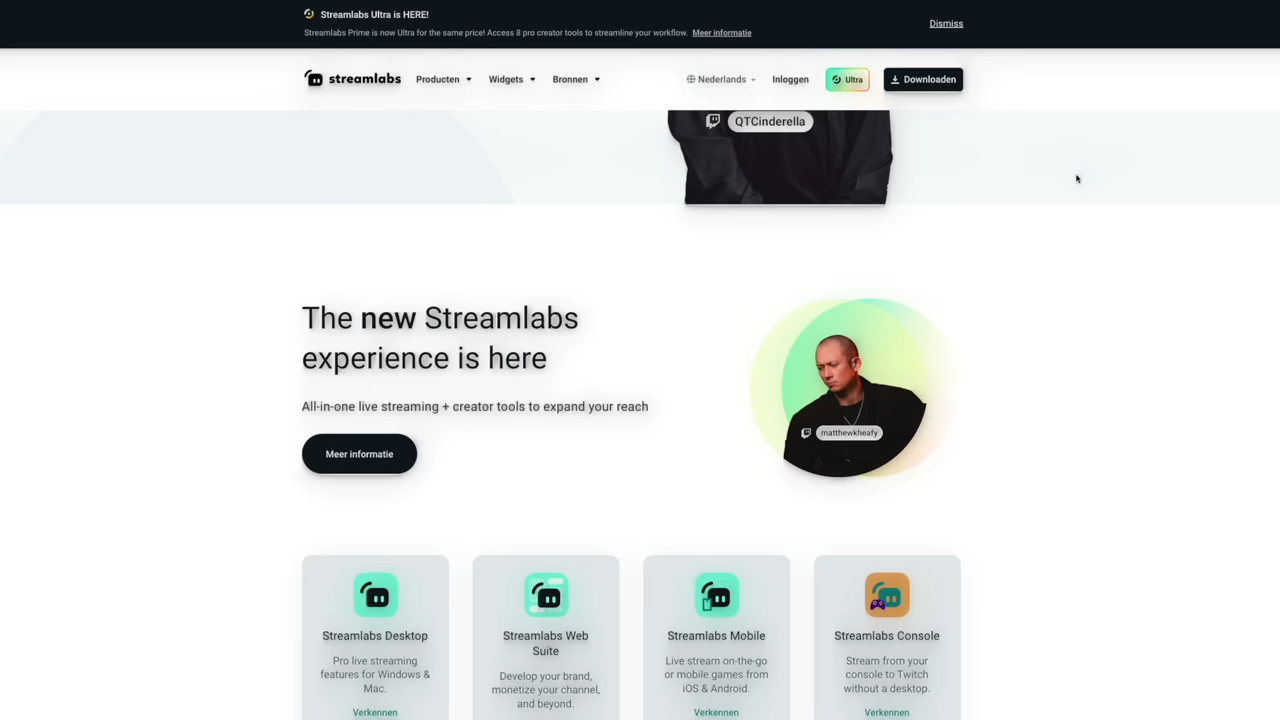 Streamlabs Ultra is HERE!
Streamlabs Prime is now Ultra for the same price! Access 8 pro creator tools to streamline your workflow. Meer informatie
Dismiss
streamlabs
Producten
Widgets
Bronnen
Nederlands
Inloggen
Ultra
Downloaden
QTCinderella
The new Streamlabs
experience is here
All-in-one live streaming + creator tools to expand your reach
Meer informatie
matthewkheafy
Streamlabs Desktop
Pro live streaming
features for Windows &
Mac.
Verkennen
Streamlabs Web
Suite
Develop your brand,
monetize your channel,
and beyond.
Streamlabs Mobile
Live stream on-the-go
or mobile games from
iOS & Android.
Verkennen
Streamlabs Console
Stream from your
console to Twitch
without a desktop.
Verkennen